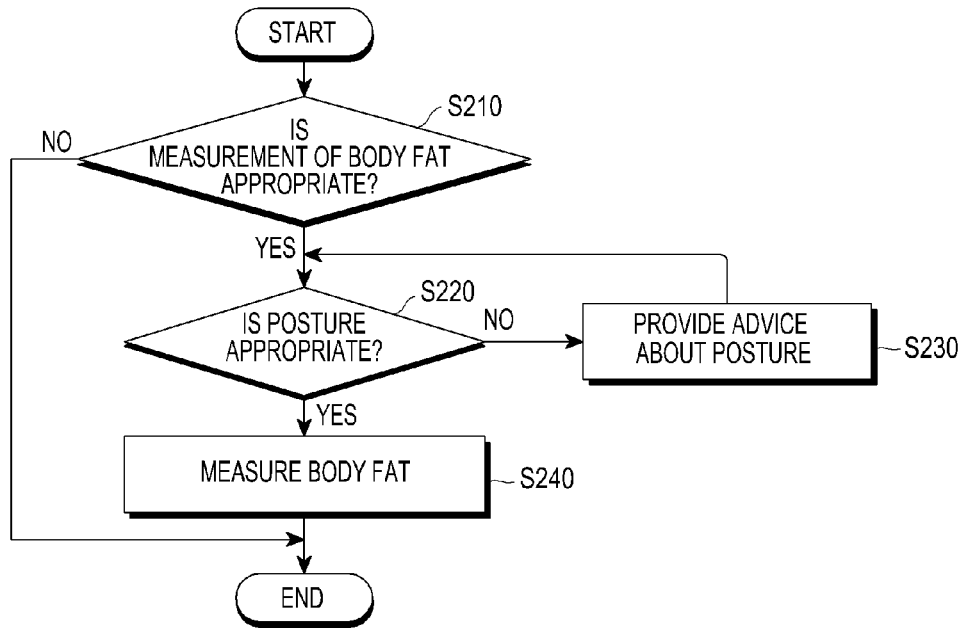 START
S210
NO
IS
MEASUREMENT OF BODY FAT
APPROPRIATE?
YES
S220
IS POSTURE
APPROPRIATE?
NO
PROVIDE ADVICE
ABOUT POSTURE
S230
YES
MEASURE BODY FAT
S240
END